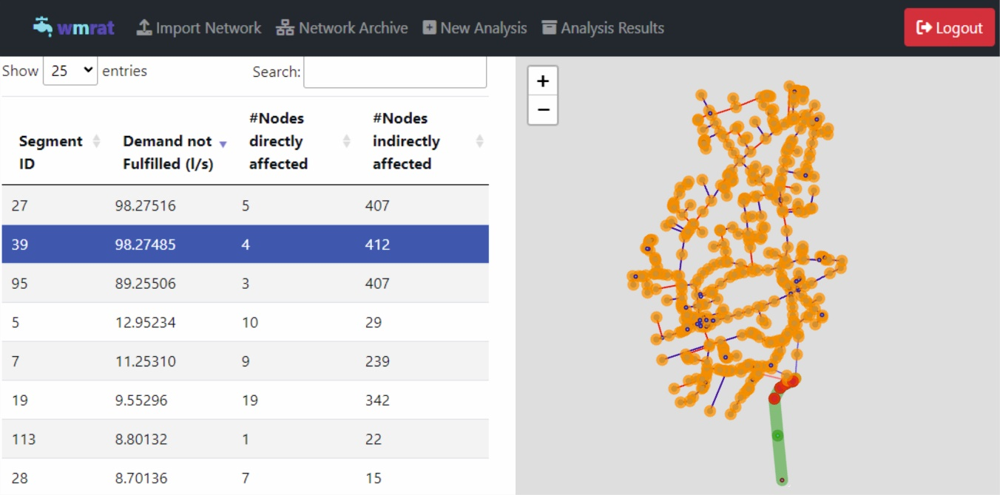 wmrat Import Network Network Archive New Analysis Analysis Results Logout
Show 25 entries Search:
+
−
Segment ID
Demand not Fulfilled (l/s)
#Nodes directly affected
#Nodes indirectly affected
27 98.27516 5 407
39 98.27485 4 412
95 89.25506 3 407
5 12.95234 10 29
7 11.25310 9 239
19 9.55296 19 342
113 8.80132 1 22
28 8.70136 7 15